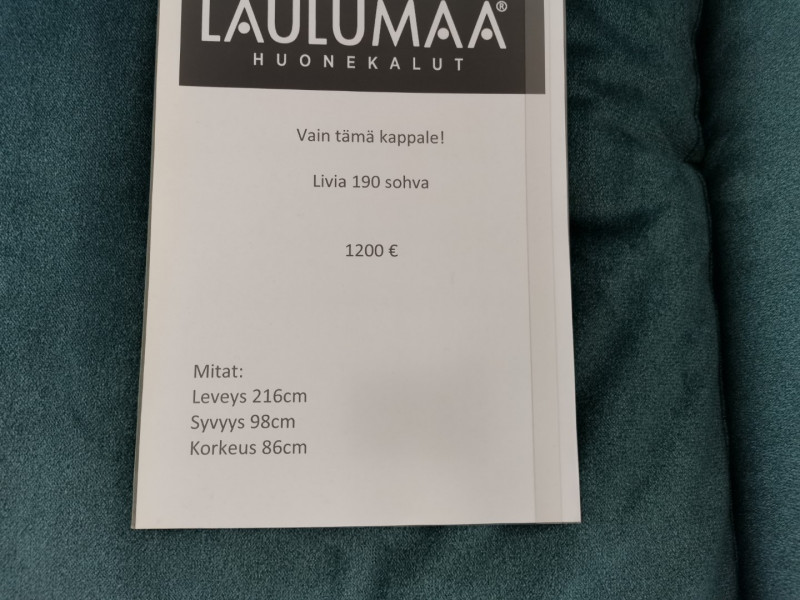 LAULUMAA®
HUONEKALUT
Vain tämä kappale!
Livia 190 sohva
1200 €
Mitat:
Leveys 216cm
Syvyys 98cm
Korkeus 86cm